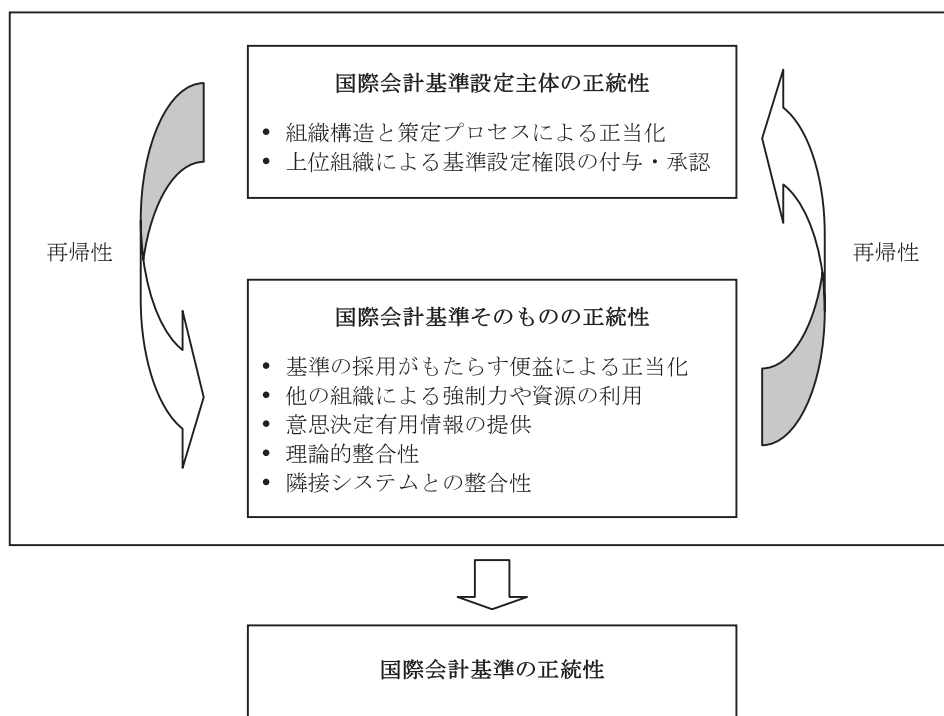 国際会計基準設定主体の正統性
• 組織構造と策定プロセスによる正当化
• 上位組織による基準設定権限の付与・承認
再帰性
再帰性
国際会計基準そのものの正統性
• 基準の採用がもたらす便益による正当化
• 他の組織による強制力や資源の利用
• 意思決定有用情報の提供
• 理論的整合性
• 隣接システムとの整合性
国際会計基準の正統性